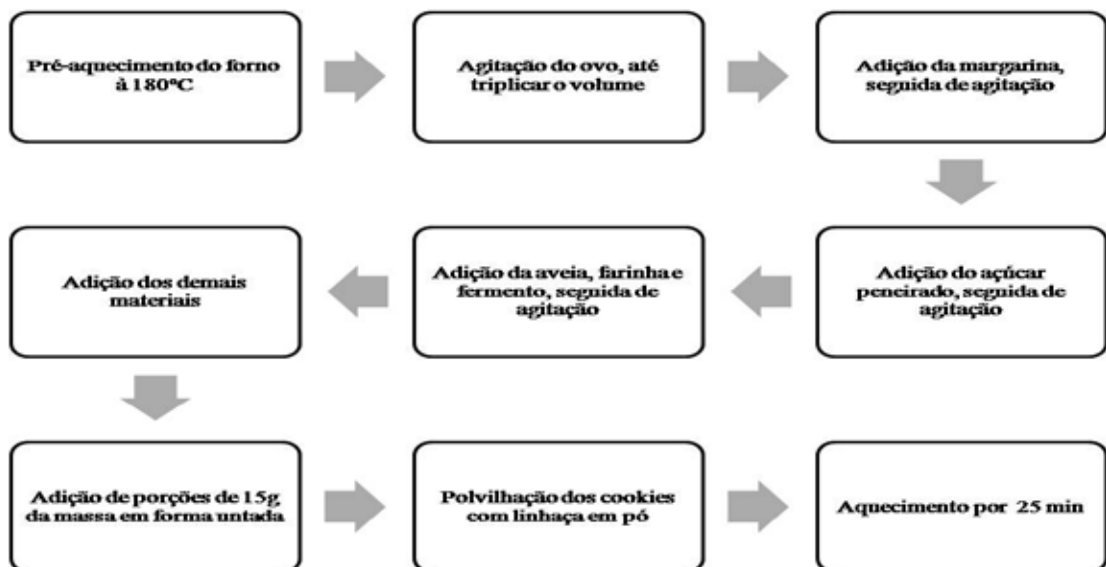 Pré-aquecimento do forno
à 180ºC
Agitação do ovo, até
triplicar o volume
Adição da margarina,
seguida de agitação
Adição do açúcar
peneirado, seguida de
agitação
Adição da aveia, farinha e
fermento, seguida de
agitação
Adição dos demais
materiais
Adição de porções de 15g
da massa em forma untada
Polvilhação dos cookies
com linhaça em pó
Aquecimento por 25 min